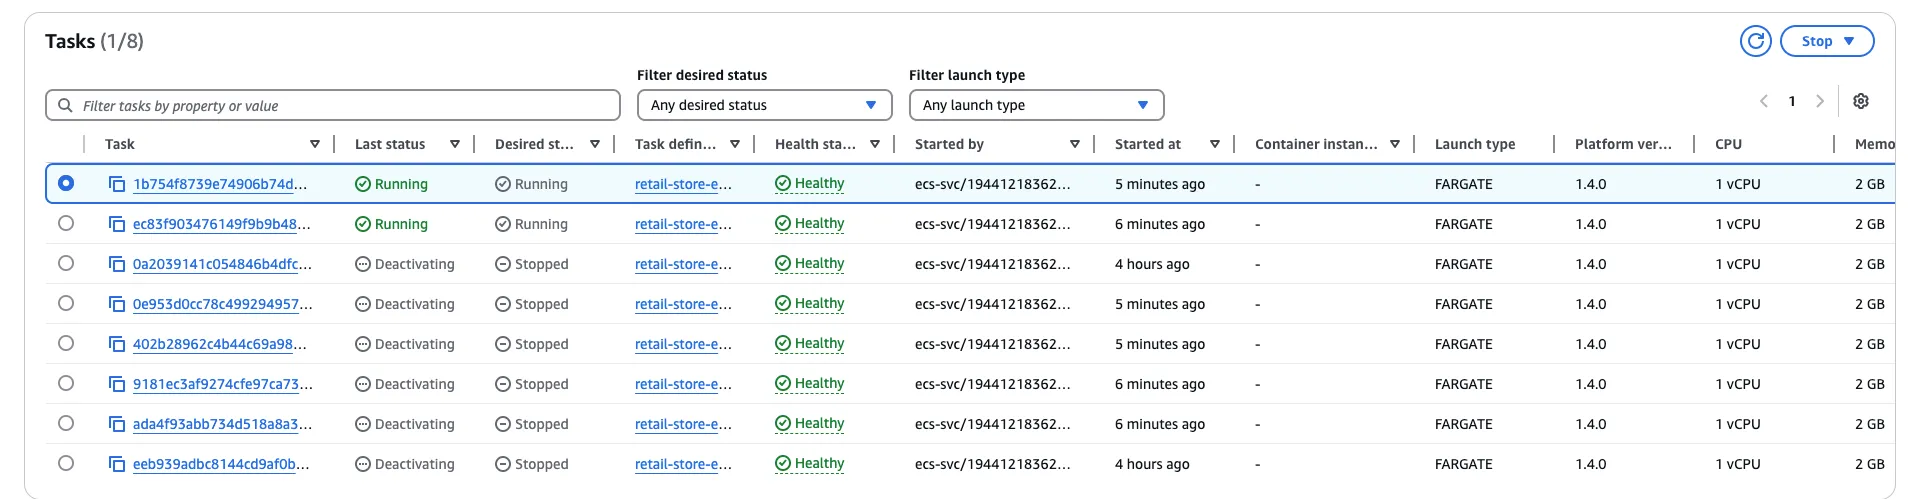 Tasks (1/8)
Stop
Filter desired status Filter launch type
Filter tasks by property or value Any desired status Any launch type 1
Task Last status Desired st... Task defin... Health sta... Started by Started at Container instan... Launch type Platform ver... CPU Memo
1b754f8739e74906b74d... Running Running retail-store-e... Healthy ecs-svc/19441218362... 5 minutes ago - FARGATE 1.4.0 1 vCPU 2 GB
ec83f903476149f9b9b48... Running Running retail-store-e... Healthy ecs-svc/19441218362... 6 minutes ago - FARGATE 1.4.0 1 vCPU 2 GB
0a2039141c054846b4dfc... Deactivating Stopped retail-store-e... Healthy ecs-svc/19441218362... 4 hours ago - FARGATE 1.4.0 1 vCPU 2 GB
0e953d0cc78c499294957... Deactivating Stopped retail-store-e... Healthy ecs-svc/19441218362... 5 minutes ago - FARGATE 1.4.0 1 vCPU 2 GB
402b28962c4b44c69a98... Deactivating Stopped retail-store-e... Healthy ecs-svc/19441218362... 5 minutes ago - FARGATE 1.4.0 1 vCPU 2 GB
9181ec3af9274cfe97ca73... Deactivating Stopped retail-store-e... Healthy ecs-svc/19441218362... 6 minutes ago - FARGATE 1.4.0 1 vCPU 2 GB
ada4f93abb734d518a8a3... Deactivating Stopped retail-store-e... Healthy ecs-svc/19441218362... 6 minutes ago - FARGATE 1.4.0 1 vCPU 2 GB
eeb939adbc8144cd9af0b... Deactivating Stopped retail-store-e... Healthy ecs-svc/19441218362... 4 hours ago - FARGATE 1.4.0 1 vCPU 2 GB